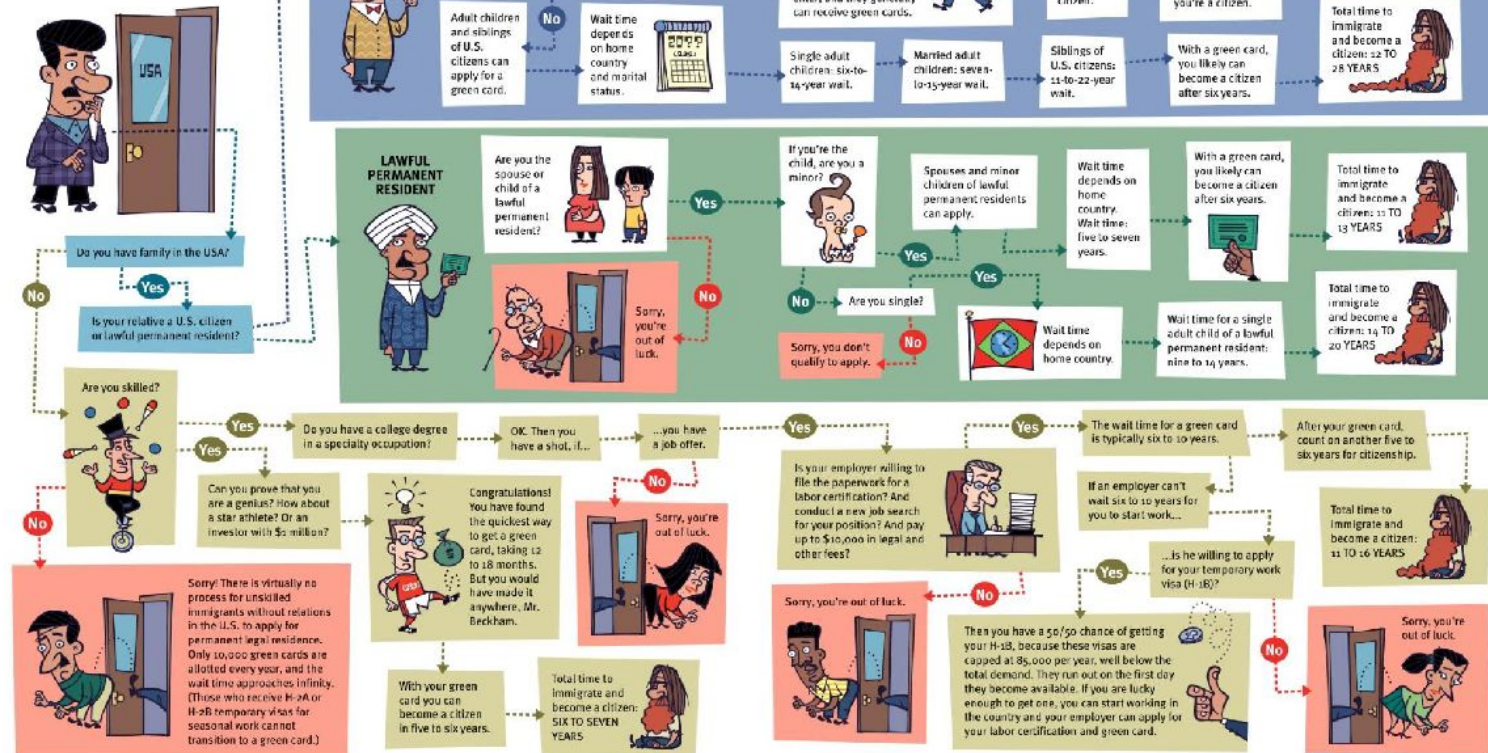 can receive green cards.
citizen.
you're a citizen.
No
Adult children
and siblings
of U.S.
citizens can
apply for a
green card.
Wait time
depends
on home
country
and marital
status.
Single adult
children: six-to-
14-year wait.
Married adult
children: seven-
to-15-year wait.
Siblings of
U.S. citizens:
11-to-22-year
wait.
With a green card,
you likely can
become a citizen
after six years.
Total time to
immigrate
and become a
citizen: 12 TO
28 YEARS
USA
Do you have family in the USA?
No
Yes
Is your relative a U.S. citizen
or lawful permanent resident?
LAWFUL
PERMANENT
RESIDENT
Are you the
spouse or
child of a
lawful
permanent
resident?
Yes
No
Sorry,
you're
out of
luck.
If you're the
child, are you a
minor?
Yes
Spouses and minor
children of lawful
permanent residents
can apply.
Wait time
depends on
home
country.
Wait time:
five to seven
years.
With a green card,
you likely can
become a citizen
after six years.
Total time to
immigrate
and become a
citizen: 11 TO
13 YEARS
No
Are you single?
Yes
No
Sorry, you don't
qualify to apply.
Wait time
depends on
home country.
Wait time for a single
adult child of a lawful
permanent resident:
nine to 14 years.
Total time to
immigrate
and become a
citizen: 14 TO
20 YEARS
Are you skilled?
Yes
Do you have a college degree
in a specialty occupation?
OK. Then you
have a shot, if...
...you have
a job offer.
Yes
No
Sorry, you're
out of luck.
Yes
Can you prove that you
are a genius? How about
a star athlete? Or an
investor with $1 million?
Congratulations!
You have found
the quickest way
to get a green
card, taking 12
to 18 months.
But you would
have made it
anywhere, Mr.
Beckham.
With your green
card you can
become a citizen
in five to six years.
Total time to
immigrate and
become a citizen:
SIX TO SEVEN
YEARS
No
Sorry! There is virtually no
process for unskilled
immigrants without relations
in the U.S. to apply for
permanent legal residence.
Only 10,000 green cards are
allotted every year, and the
wait time approaches infinity.
(Those who receive H-2A or
H-2B temporary visas for
seasonal work cannot
transition to a green card.)
Is your employer willing to
file the paperwork for a
labor certification? And
conduct a new job search
for your position? And pay
up to $10,000 in legal and
other fees?
Yes
The wait time for a green card
is typically six to 10 years.
After your green card,
count on another five to
six years for citizenship.
Total time to
immigrate and
become a citizen:
11 TO 16 YEARS
If an employer can't
wait six to 10 years for
you to start work...
...is he willing to apply
for your temporary work
visa (H-1B)?
No
Sorry, you're out of luck.
Yes
Then you have a 50/50 chance of getting
your H-1B, because these visas are
capped at 85,000 per year, well below the
total demand. They run out on the first day
they become available. If you are lucky
enough to get one, you can start working in
the country and your employer can apply for
your labor certification and green card.
No
Sorry, you're
out of luck.